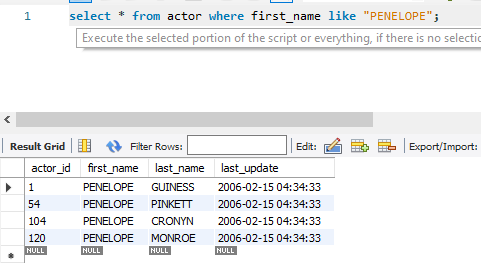 1 select * from actor where first_name like "PENELOPE";
Execute the selected portion of the script or everything, if there is no selectio
Result Grid Filter Rows: Edit: Export/Import:
actor_id first_name last_name last_update
1 PENELOPE GUINESS 2006-02-15 04:34:33
54 PENELOPE PINKETT 2006-02-15 04:34:33
104 PENELOPE CRONYN 2006-02-15 04:34:33
120 PENELOPE MONROE 2006-02-15 04:34:33
NULL NULL NULL NULL